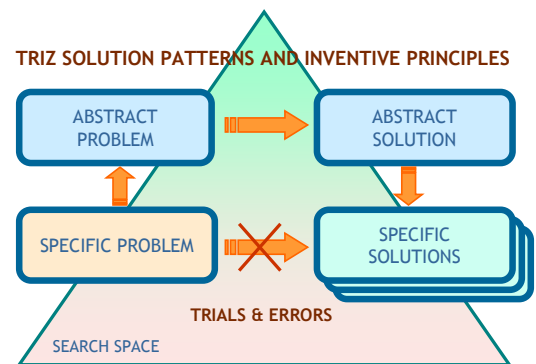 TRIZ SOLUTION PATTERNS AND INVENTIVE PRINCIPLES
ABSTRACT
PROBLEM
ABSTRACT
SOLUTION
SPECIFIC PROBLEM
SPECIFIC
SOLUTIONS
TRIALS & ERRORS
SEARCH SPACE